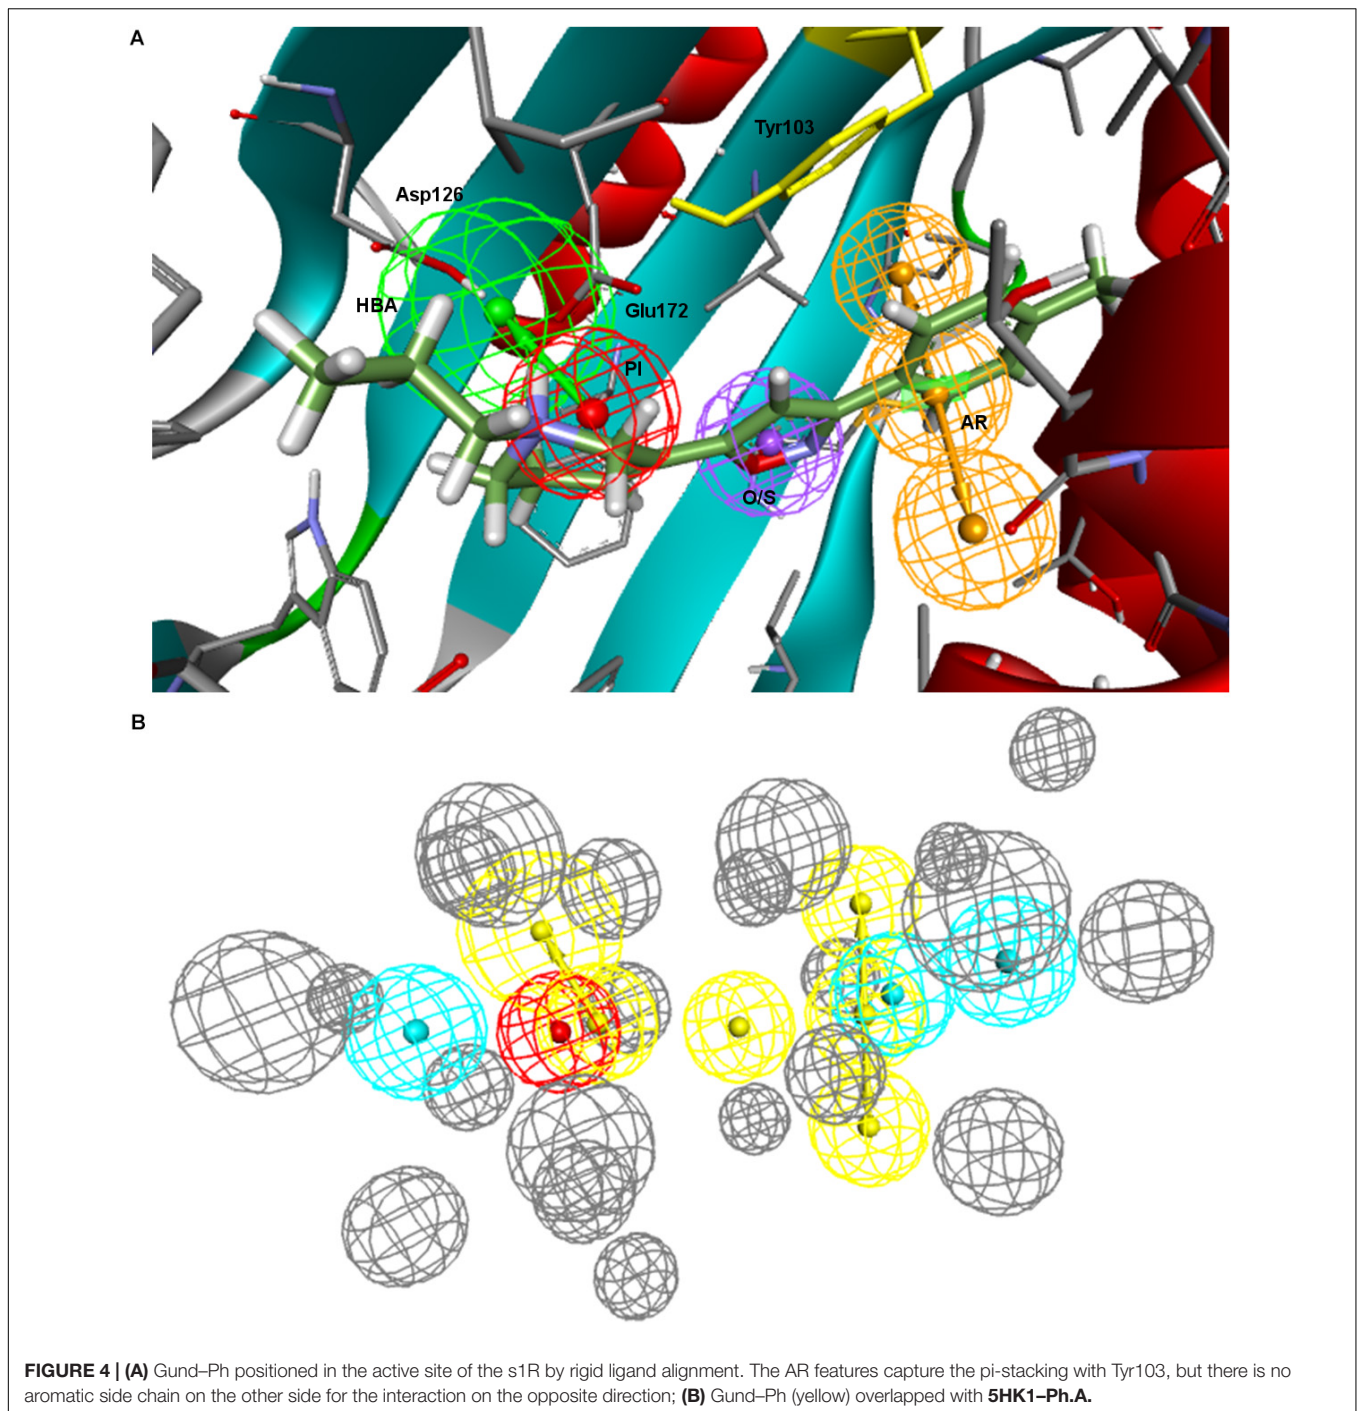 A
Tyr103
Asp126
HBA
Glu172
PI
AR
O/S
B
FIGURE 4 | (A) Gund–Ph positioned in the active site of the s1R by rigid ligand alignment. The AR features capture the pi-stacking with Tyr103, but there is no
aromatic side chain on the other side for the interaction on the opposite direction; (B) Gund–Ph (yellow) overlapped with 5HK1–Ph.A.